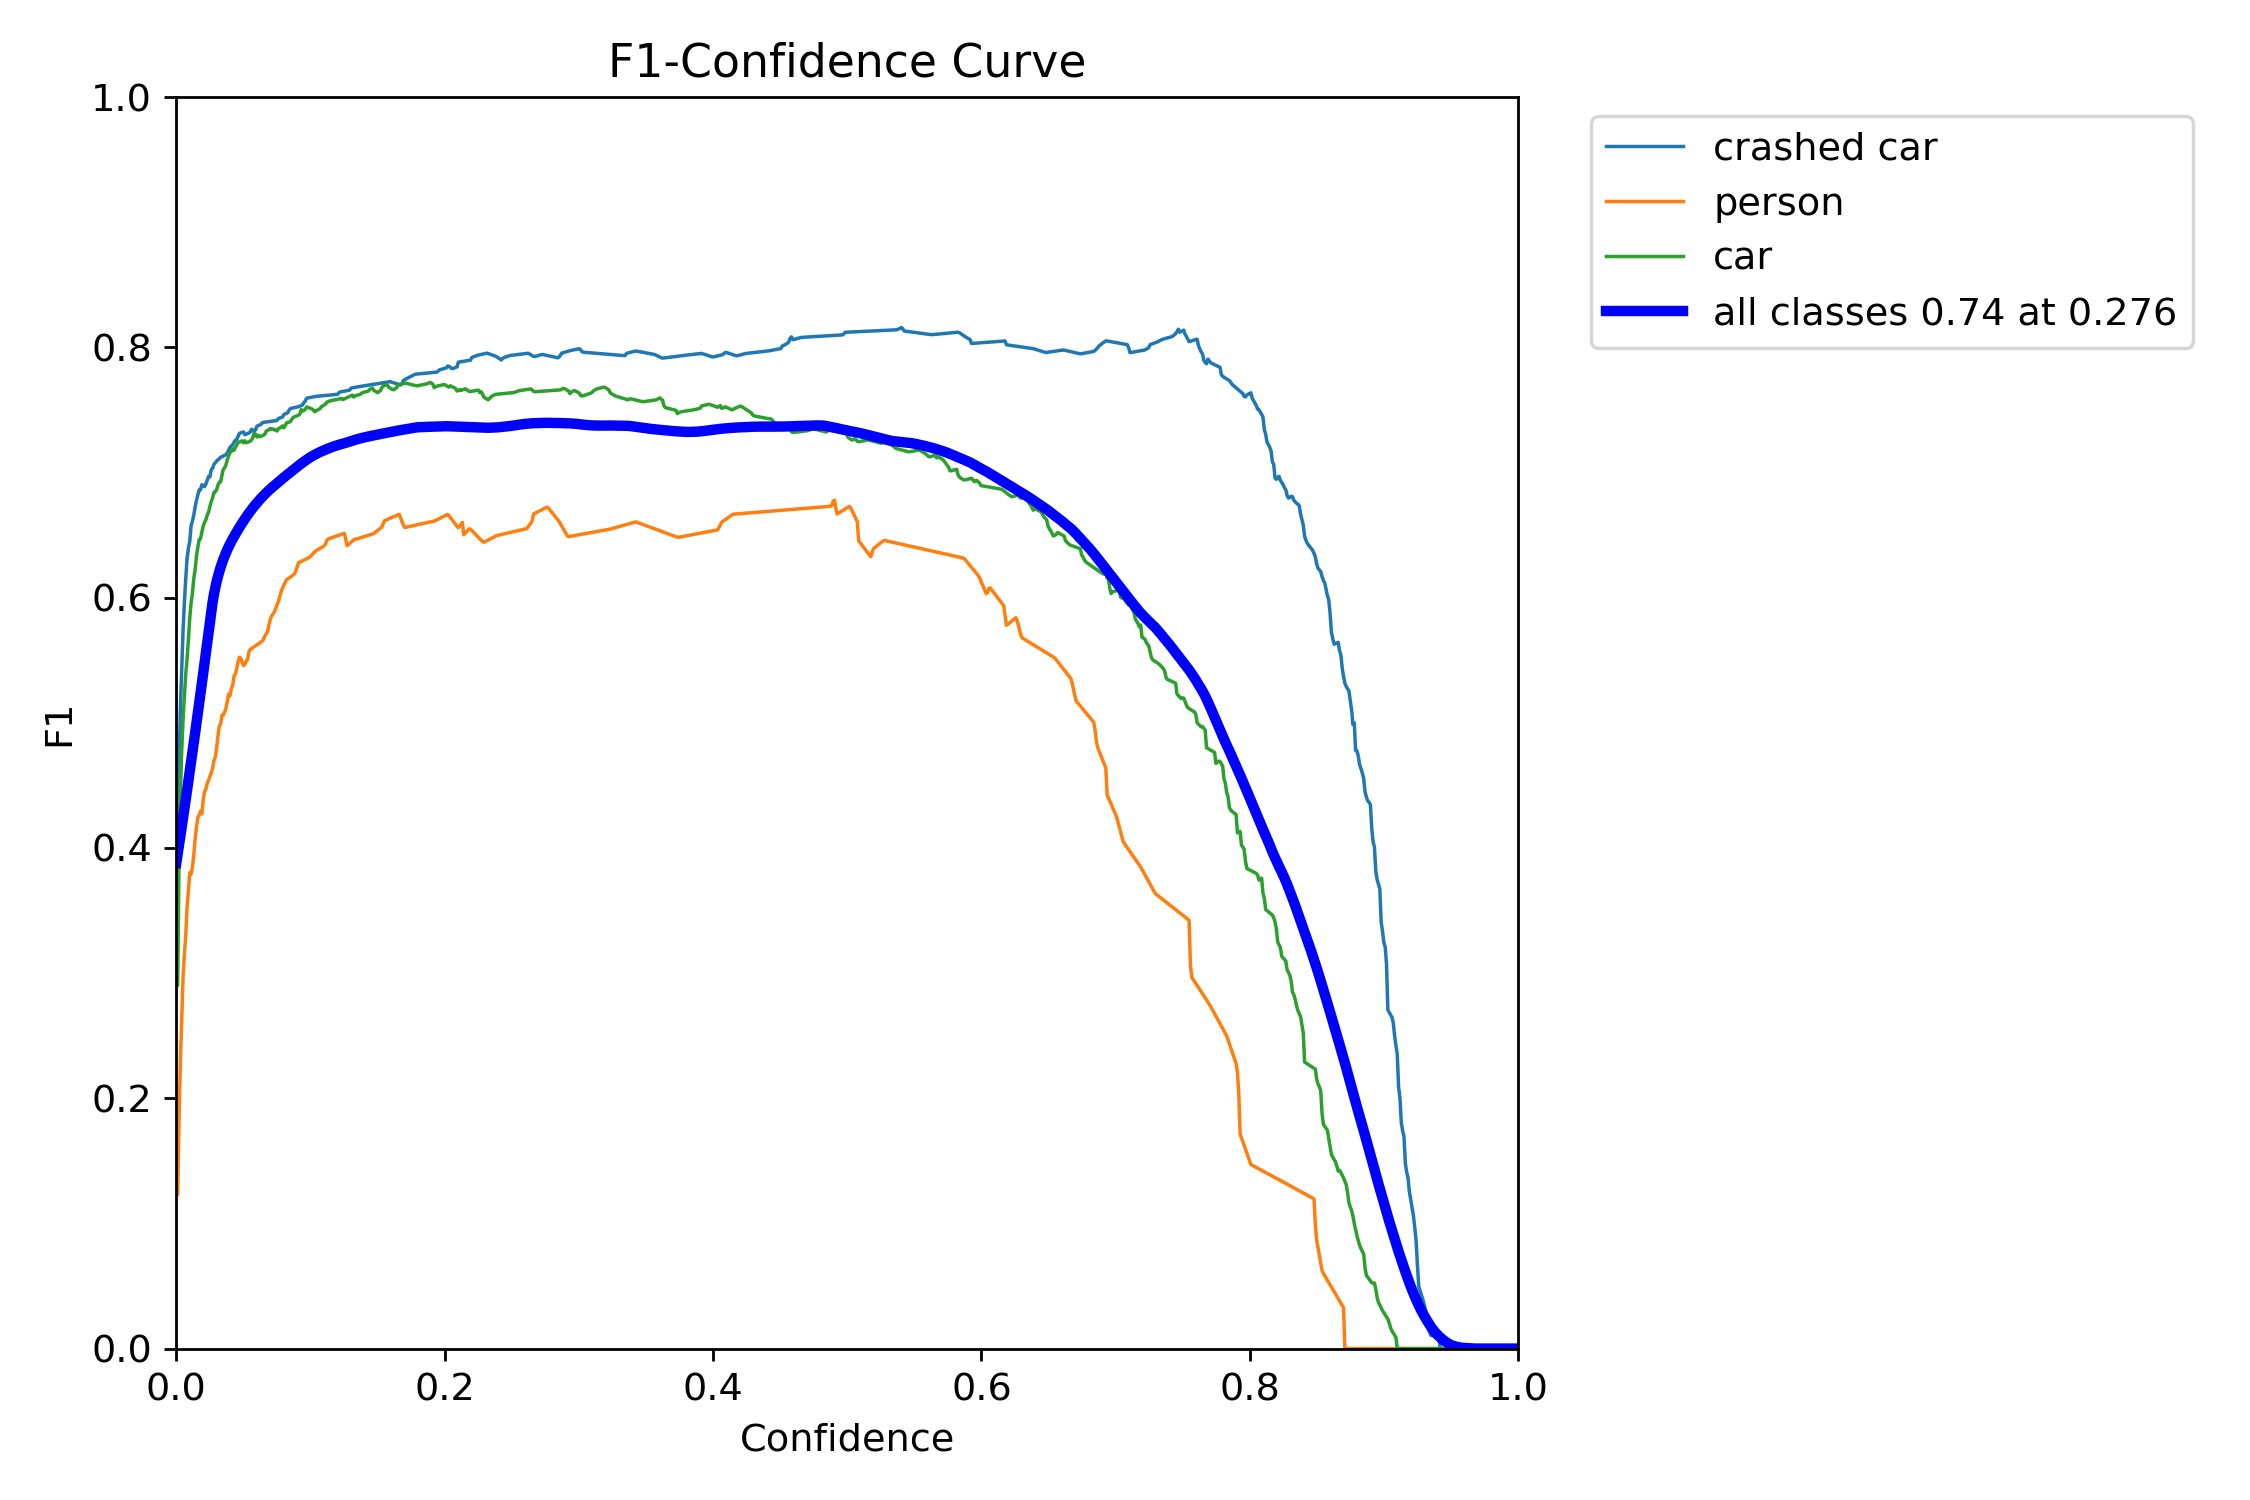 F1-Confidence Curve
1.0
0.8
0.6
0.4
0.2
0.0
F1
0.0 0.2 0.4 0.6 0.8 1.0
Confidence
crashed car
person
car
all classes 0.74 at 0.276